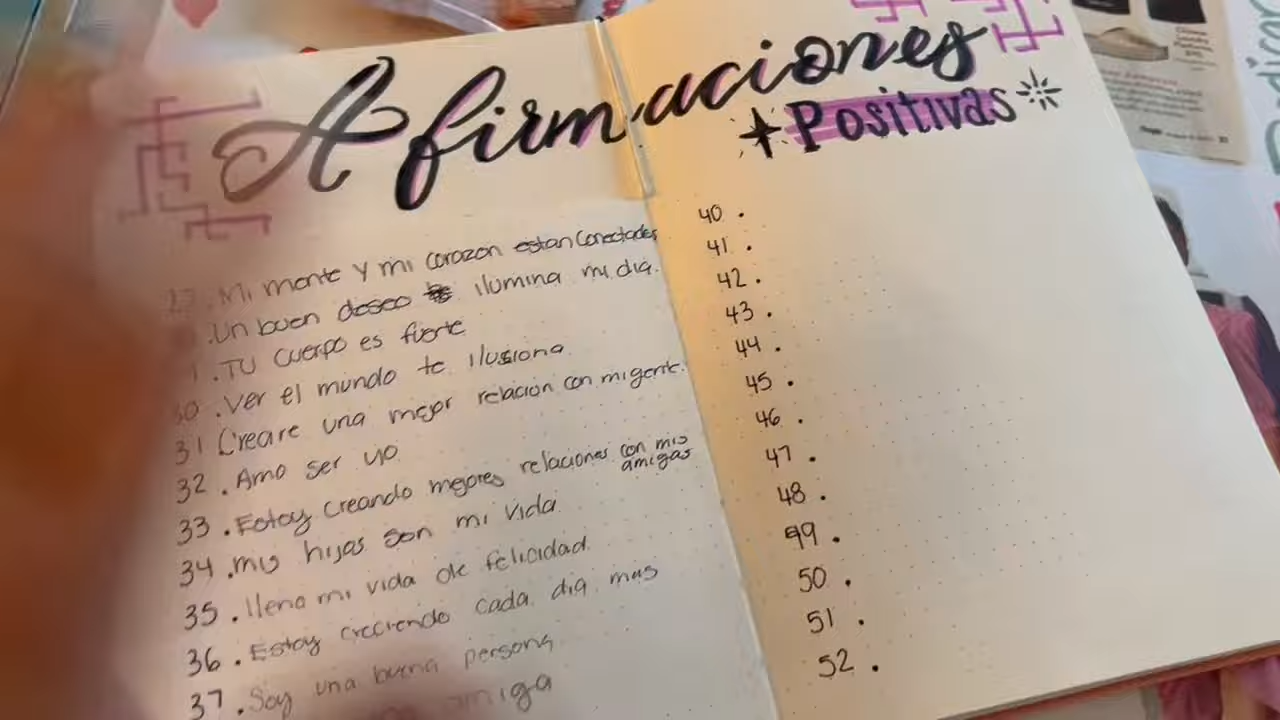 Afirmaciones
Positivas
27. Mi mente y mi corazon estan Conectados
. Un buen deseo ilumina mi dia.
. TU Cuerpo es fuerte
30. Ver el mundo te ilusiona
31 Creare una mejor relacion con mi gente.
32. Amo ser yo
33. Estoy Creando mejores relaciones con mis
amigas
34. mis hijas son mi vida
35. lleno mi vida de felicidad.
36. Estoy creciendo cada dia mas
37. Soy una buena persona
amiga
40.
41.
42.
43.
44.
45.
46.
47.
48.
49.
50.
51.
52.